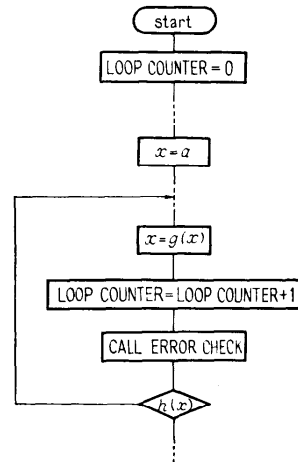 start
LOOP COUNTER = 0
x=a
x=g(x)
LOOP COUNTER=LOOP COUNTER+1
CALL ERROR CHECK
h(x)